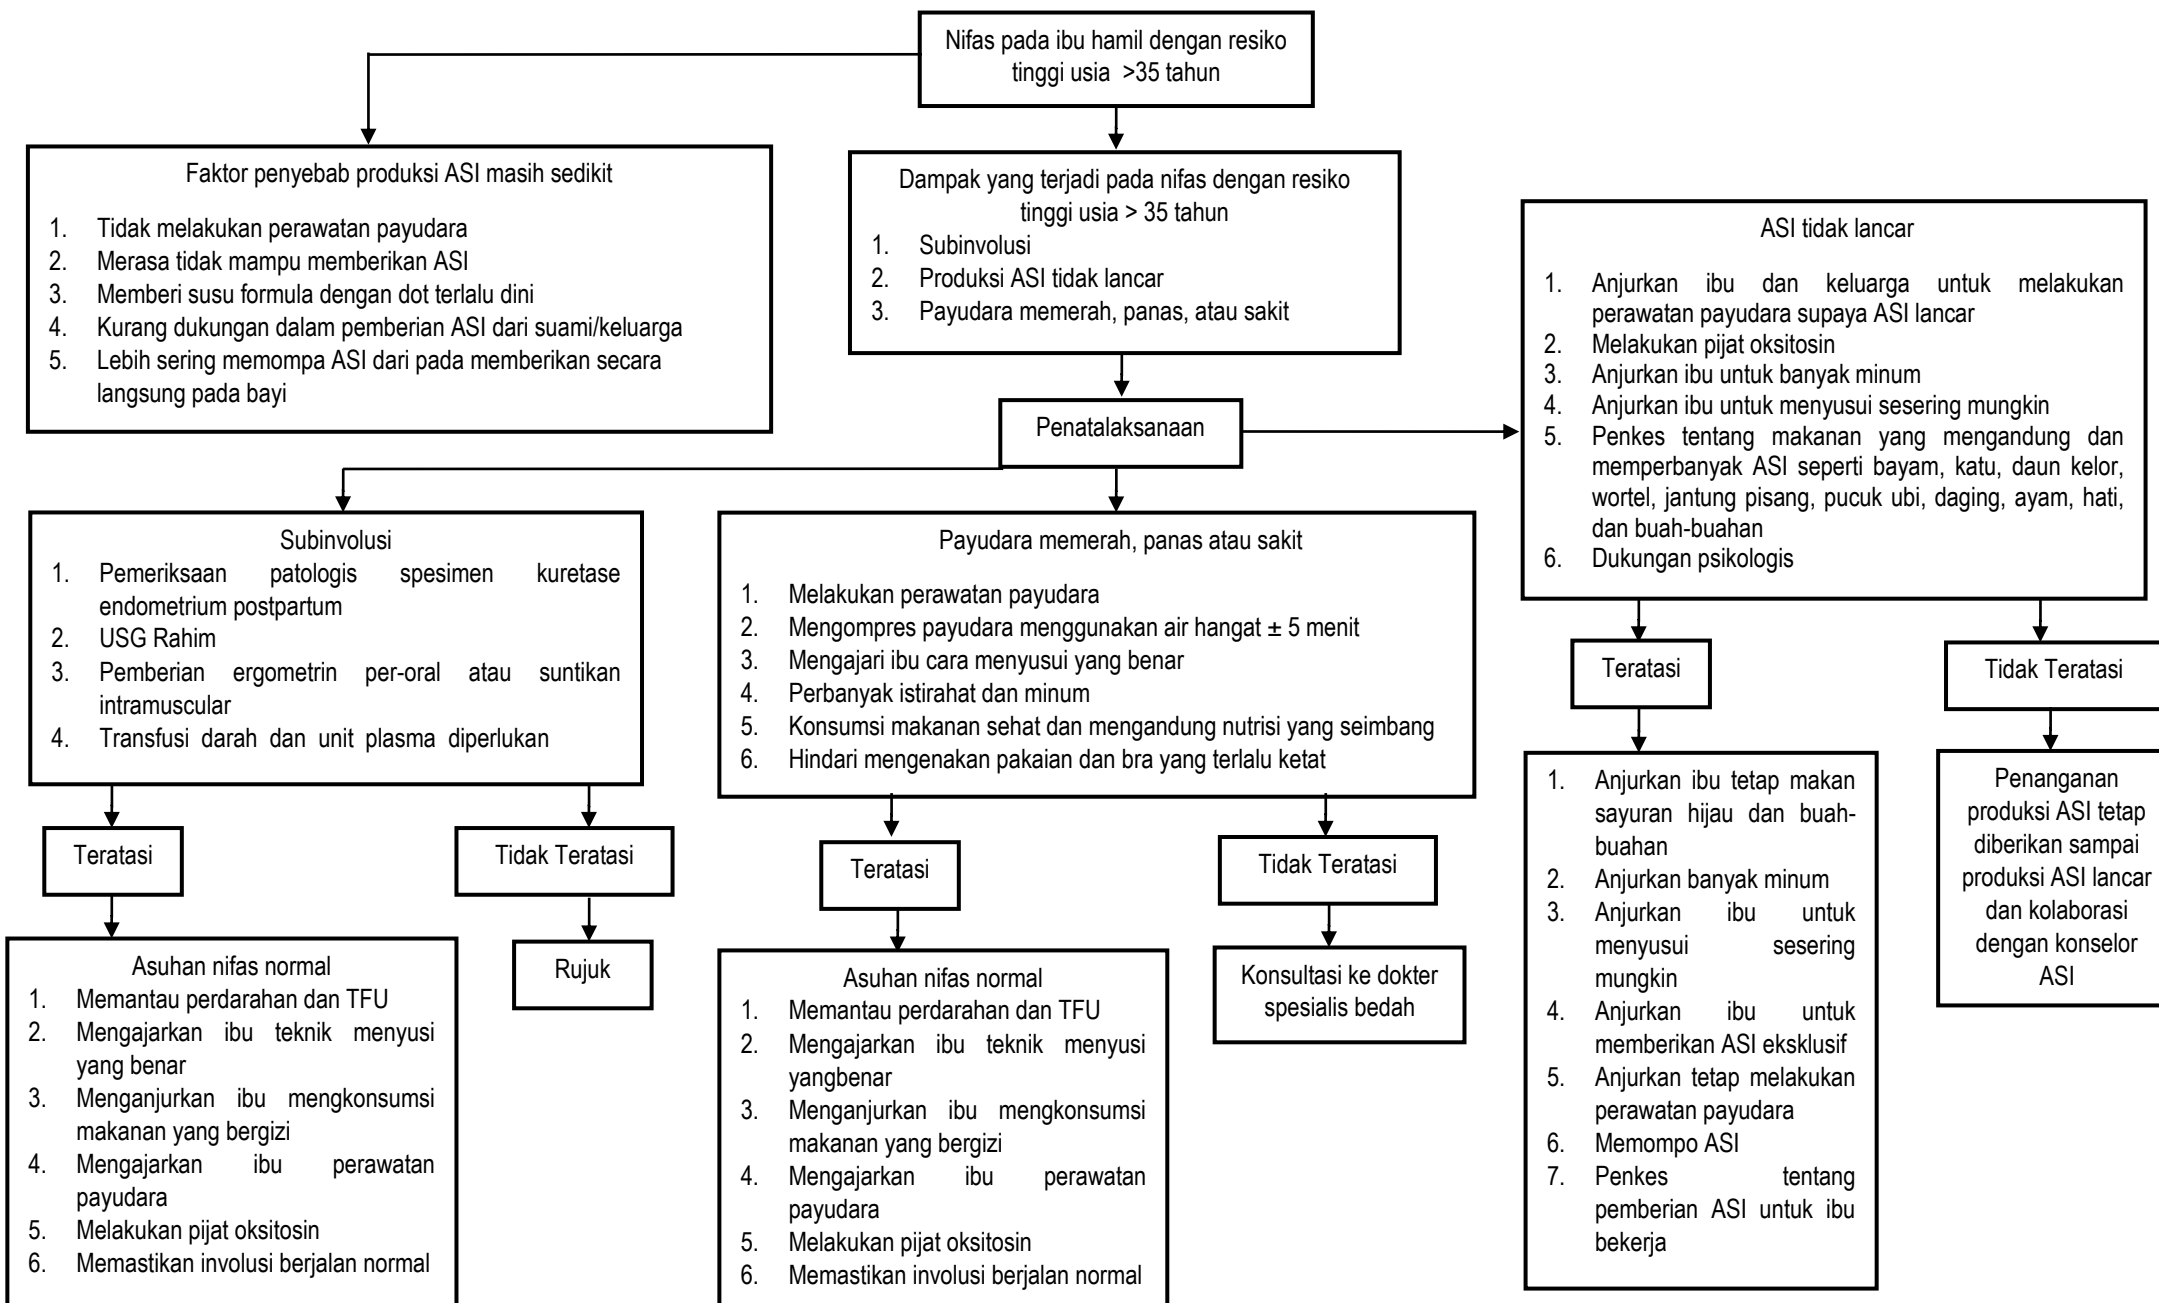 Nifas pada ibu hamil dengan resiko
tinggi usia >35 tahun
Faktor penyebab produksi ASI masih sedikit
1. Tidak melakukan perawatan payudara
2. Merasa tidak mampu memberikan ASI
3. Memberi susu formula dengan dot terlalu dini
4. Kurang dukungan dalam pemberian ASI dari suami/keluarga
5. Lebih sering memompa ASI dari pada memberikan secara
langsung pada bayi
Dampak yang terjadi pada nifas dengan resiko
tinggi usia > 35 tahun
1. Subinvolusi
2. Produksi ASI tidak lancar
3. Payudara memerah, panas, atau sakit
Penatalaksanaan
ASI tidak lancar
1. Anjurkan ibu dan keluarga untuk melakukan
perawatan payudara supaya ASI lancar
2. Melakukan pijat oksitosin
3. Anjurkan ibu untuk banyak minum
4. Anjurkan ibu untuk menyusui sesering mungkin
5. Penkes tentang makanan yang mengandung dan
memperbanyak ASI seperti bayam, katu, daun kelor,
wortel, jantung pisang, pucuk ubi, daging, ayam, hati,
dan buah-buahan
6. Dukungan psikologis
Subinvolusi
1. Pemeriksaan patologis spesimen kuretase
endometrium postpartum
2. USG Rahim
3. Pemberian ergometrin per-oral atau suntikan
intramuscular
4. Transfusi darah dan unit plasma diperlukan
Payudara memerah, panas atau sakit
1. Melakukan perawatan payudara
2. Mengompres payudara menggunakan air hangat ± 5 menit
3. Mengajari ibu cara menyusui yang benar
4. Perbanyak istirahat dan minum
5. Konsumsi makanan sehat dan mengandung nutrisi yang seimbang
6. Hindari mengenakan pakaian dan bra yang terlalu ketat
Teratasi
Tidak Teratasi
Teratasi
Tidak Teratasi
Teratasi
Tidak Teratasi
Asuhan nifas normal
1. Memantau perdarahan dan TFU
2. Mengajarkan ibu teknik menyusi
yang benar
3. Menganjurkan ibu mengkonsumsi
makanan yang bergizi
4. Mengajarkan ibu perawatan
payudara
5. Melakukan pijat oksitosin
6. Memastikan involusi berjalan normal
Rujuk
Asuhan nifas normal
1. Memantau perdarahan dan TFU
2. Mengajarkan ibu teknik menyusi
yangbenar
3. Menganjurkan ibu mengkonsumsi
makanan yang bergizi
4. Mengajarkan ibu perawatan
payudara
5. Melakukan pijat oksitosin
6. Memastikan involusi berjalan normal
Konsultasi ke dokter
spesialis bedah
1. Anjurkan ibu tetap makan
sayuran hijau dan buah-
buahan
2. Anjurkan banyak minum
3. Anjurkan ibu untuk
menyusui sesering
mungkin
4. Anjurkan ibu untuk
memberikan ASI eksklusif
5. Anjurkan tetap melakukan
perawatan payudara
6. Memompo ASI
7. Penkes tentang
pemberian ASI untuk ibu
bekerja
Penanganan
produksi ASI tetap
diberikan sampai
produksi ASI lancar
dan kolaborasi
dengan konselor
ASI